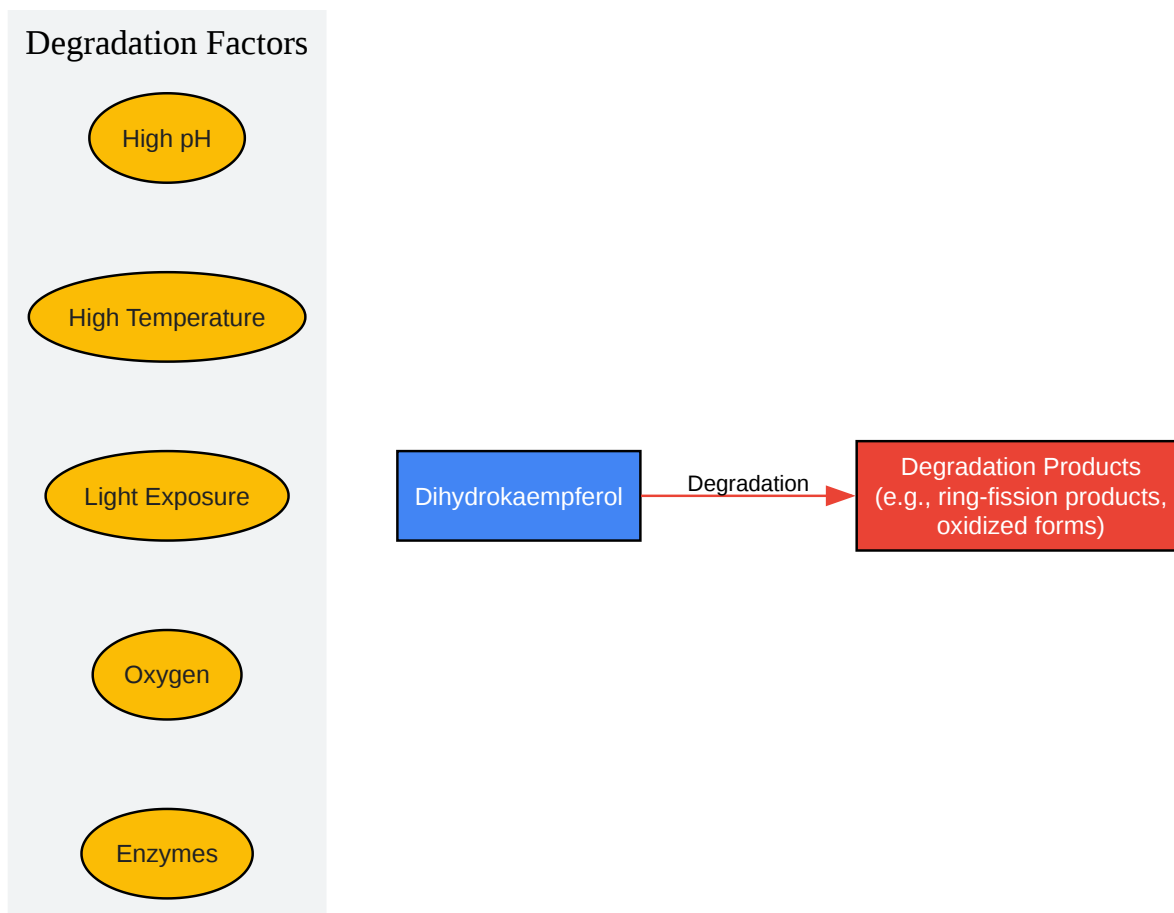 Degradation Factors
High pH
High Temperature
Light Exposure
Oxygen
Enzymes
Dihydrokaempferol
Degradation
Degradation Products
(e.g., ring-fission products,
oxidized forms)